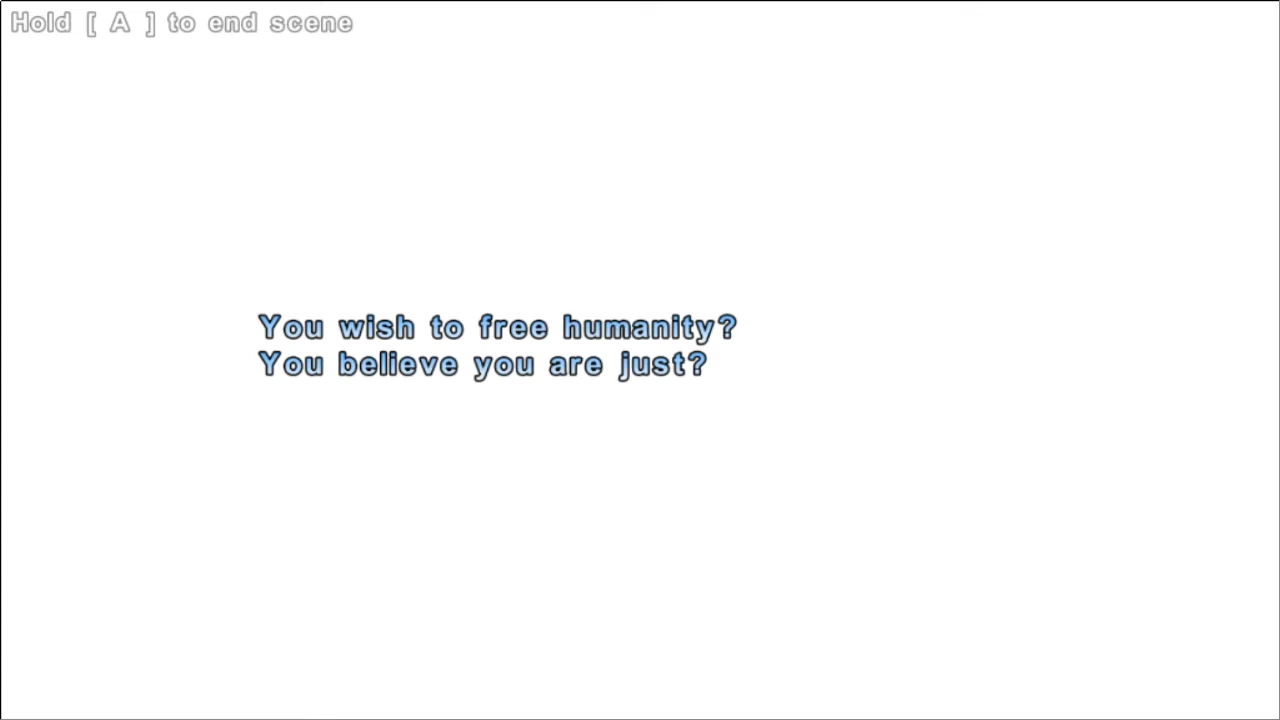 Hold [ A ] to end scene
You wish to free humanity?
You believe you are just?